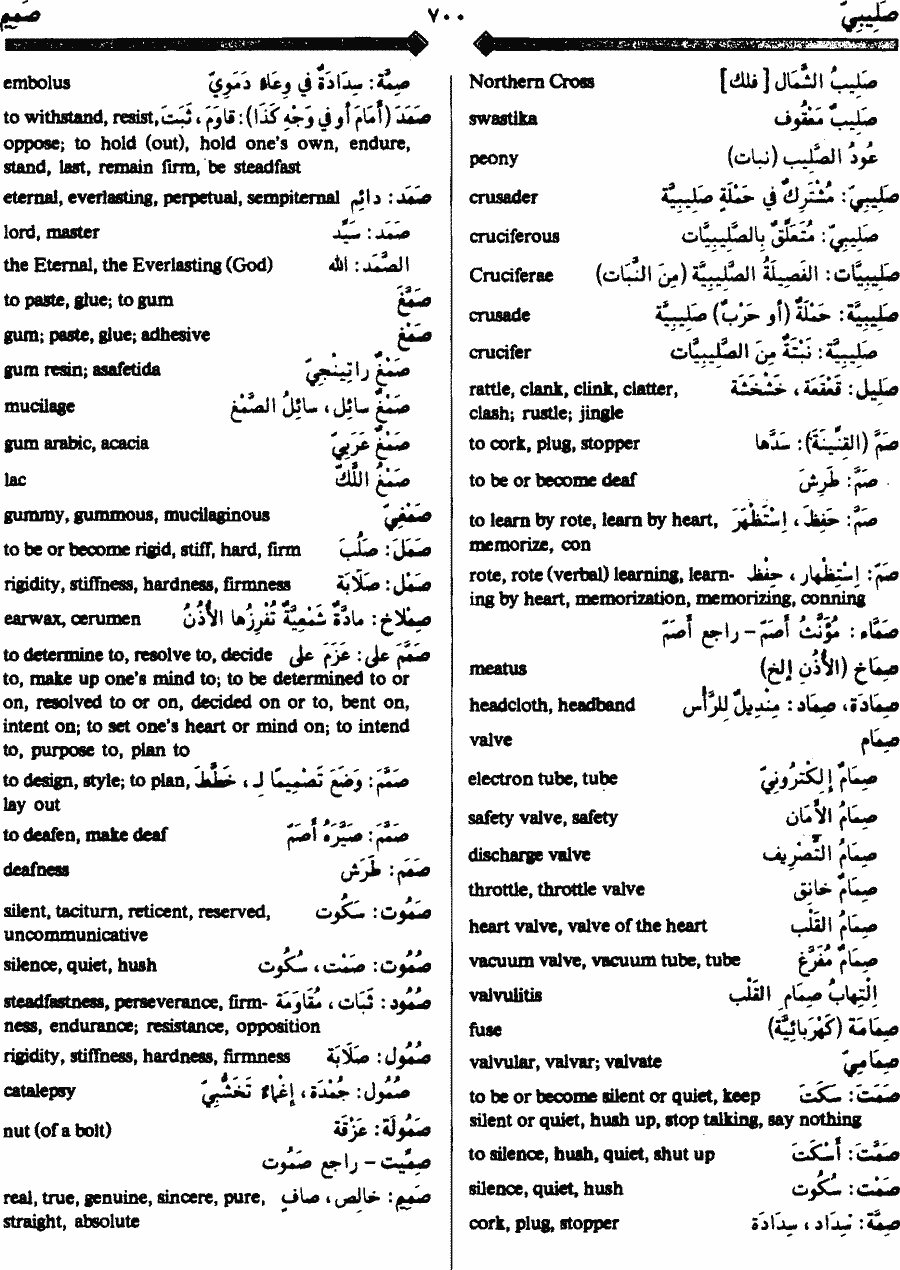 صَلِيبِيّ ٧٠٠ صَمِيم
صَلِيبُ الشَّمَال [ فلك ] Northern Cross
صَلِيبٌ مَعْقُوف swastika
عُودُ الصَّلِيب (نبات) peony
صَلِيبِيّ: مُشْتَرِكٌ في حَمْلَةٍ صَلِيبِيَّة crusader
صَلِيبِيّ: مُتَعَلِّقٌ بِالصَّلِيبِيَّات cruciferous
صَلِيبِيَّات: الفَصِيلَةُ الصَّلِيبِيَّة (مِنَ النَّبَات) Cruciferae
صَلِيبِيَّة: حَمْلَةٌ (أو حَرْبٌ) صَلِيبِيَّة crusade
صَلِيبِيَّة: نَبْتَةٌ مِنَ الصَّلِيبِيَّات crucifer
صَلِيل: قَعْقَعَة ، خَشْخَشَة rattle, clank, clink, clatter,
clash; rustle; jingle
صَمَّ (القِنِّينَةَ): سَدَّها to cork, plug, stopper
صَمَّ: طَرِشَ to be or become deaf
صَمَّ: حَفِظَ ، اِسْتَظْهَرَ to learn by rote, learn by heart,
memorize, con
صَمّ: اِسْتِظْهار ، حِفْظ rote, rote (verbal) learning, learn-
ing by heart, memorization, memorizing, conning
صَمَّاء: مُؤَنَّثُ أصَمّ – راجع أصَمّ
صِمَاخ (الأُذُنِ إلخ) meatus
صِمَادَة، صِمَاد : مِنْدِيلٌ لِلرَّأْس headcloth, headband
صِمَام valve
صِمَامٌ إلِكْتِرُونِيّ electron tube, tube
صِمَامُ الأَمَان safety valve, safety
صِمَامُ التَّصْرِيف discharge valve
صِمَامٌ خانِق throttle, throttle valve
صِمَامُ القَلْب heart valve, valve of the heart
صِمَامٌ مُفَرَّغ vacuum valve, vacuum tube, tube
اِلْتِهابُ صِمَامِ القَلْب valvulitis
صِمَامَة (كَهْرَبائِيَّة) fuse
صِمَامِيّ valvular, valvar; valvate
صَمَتَ: سَكَتَ to be or become silent or quiet, keep
silent or quiet, hush up, stop talking, say nothing
صَمَّتَ: أَسْكَتَ to silence, hush, quiet, shut up
صَمْت: سُكُوت silence, quiet, hush
صِمَّة: سِدَاد ، سِدَادَة cork, plug, stopper
صِمَّة: سِدَادَةٌ في وِعَاءٍ دَمَوِيّ embolus
صَمَدَ (أَمَامَ أو في وَجْهِ كَذَا): قاوَمَ ، ثَبَتَ to withstand, resist,
oppose; to hold (out), hold one's own, endure,
stand, last, remain firm, be steadfast
صَمَد : دائم eternal, everlasting, perpetual, sempiternal
صَمَد : سَيِّد lord, master
الصَّمَد : الله the Eternal, the Everlasting (God)
صَمَّغَ to paste, glue; to gum
صَمْغ gum; paste, glue; adhesive
صَمْغٌ راتِينْجِيّ gum resin; asafetida
صَمْغٌ سائِل ، سائِلُ الصَّمْغ mucilage
صَمْغٌ عَرَبِيّ gum arabic, acacia
صَمْغُ اللَّكّ lac
صَمْغِيّ gummy, gummous, mucilaginous
صَمَلَ : صَلُبَ to be or become rigid, stiff, hard, firm
صَمْل : صَلَابَة rigidity, stiffness, hardness, firmness
صِمْلاخ : مادَّةٌ شَمْعِيَّةٌ تُفْرِزُها الأُذُن earwax, cerumen
صَمَّمَ على : عَزَمَ على to determine to, resolve to, decide
to, make up one's mind to; to be determined to or
on, resolved to or on, decided on or to, bent on,
intent on; to set one's heart or mind on; to intend
to, purpose to, plan to
صَمَّمَ: وَضَعَ تَصْمِيمًا لـِ ، خَطَّطَ to design, style; to plan,
lay out
صَمَّمَ: صَيَّرَهُ أَصَمّ to deafen, make deaf
صَمَم : طَرَش deafness
صَمُوت : سَكُوت silent, taciturn, reticent, reserved,
uncommunicative
صُمُوت : صَمْت ، سُكُوت silence, quiet, hush
صُمُود : ثَبَات ، مُقَاوَمَة steadfastness, perseverance, firm-
ness, endurance; resistance, opposition
صُمُول : صَلَابَة rigidity, stiffness, hardness, firmness
صُمُول : جُمْدَة ، إغْماءٌ تَخَشُّبِيّ catalepsy
صَمُولَة : عَزْقَة nut (of a bolt)
صِمِّيت – راجع صَمُوت
صَمِيم : خالِص ، صافٍ real, true, genuine, sincere, pure,
straight, absolute